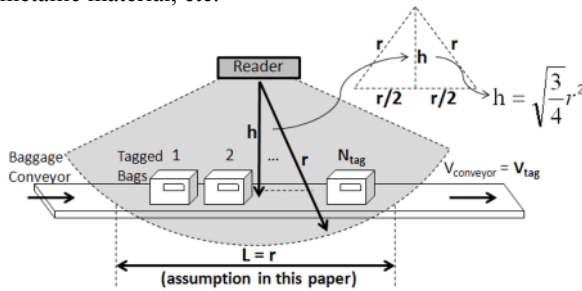 metallic material, etc.
Reader
r
h
r
r/2
r/2
h = √(3/4 r²)
h
r
Baggage
Conveyor
Tagged
Bags
1
2
...
N_tag
V_conveyor = V_tag
L = r
(assumption in this paper)